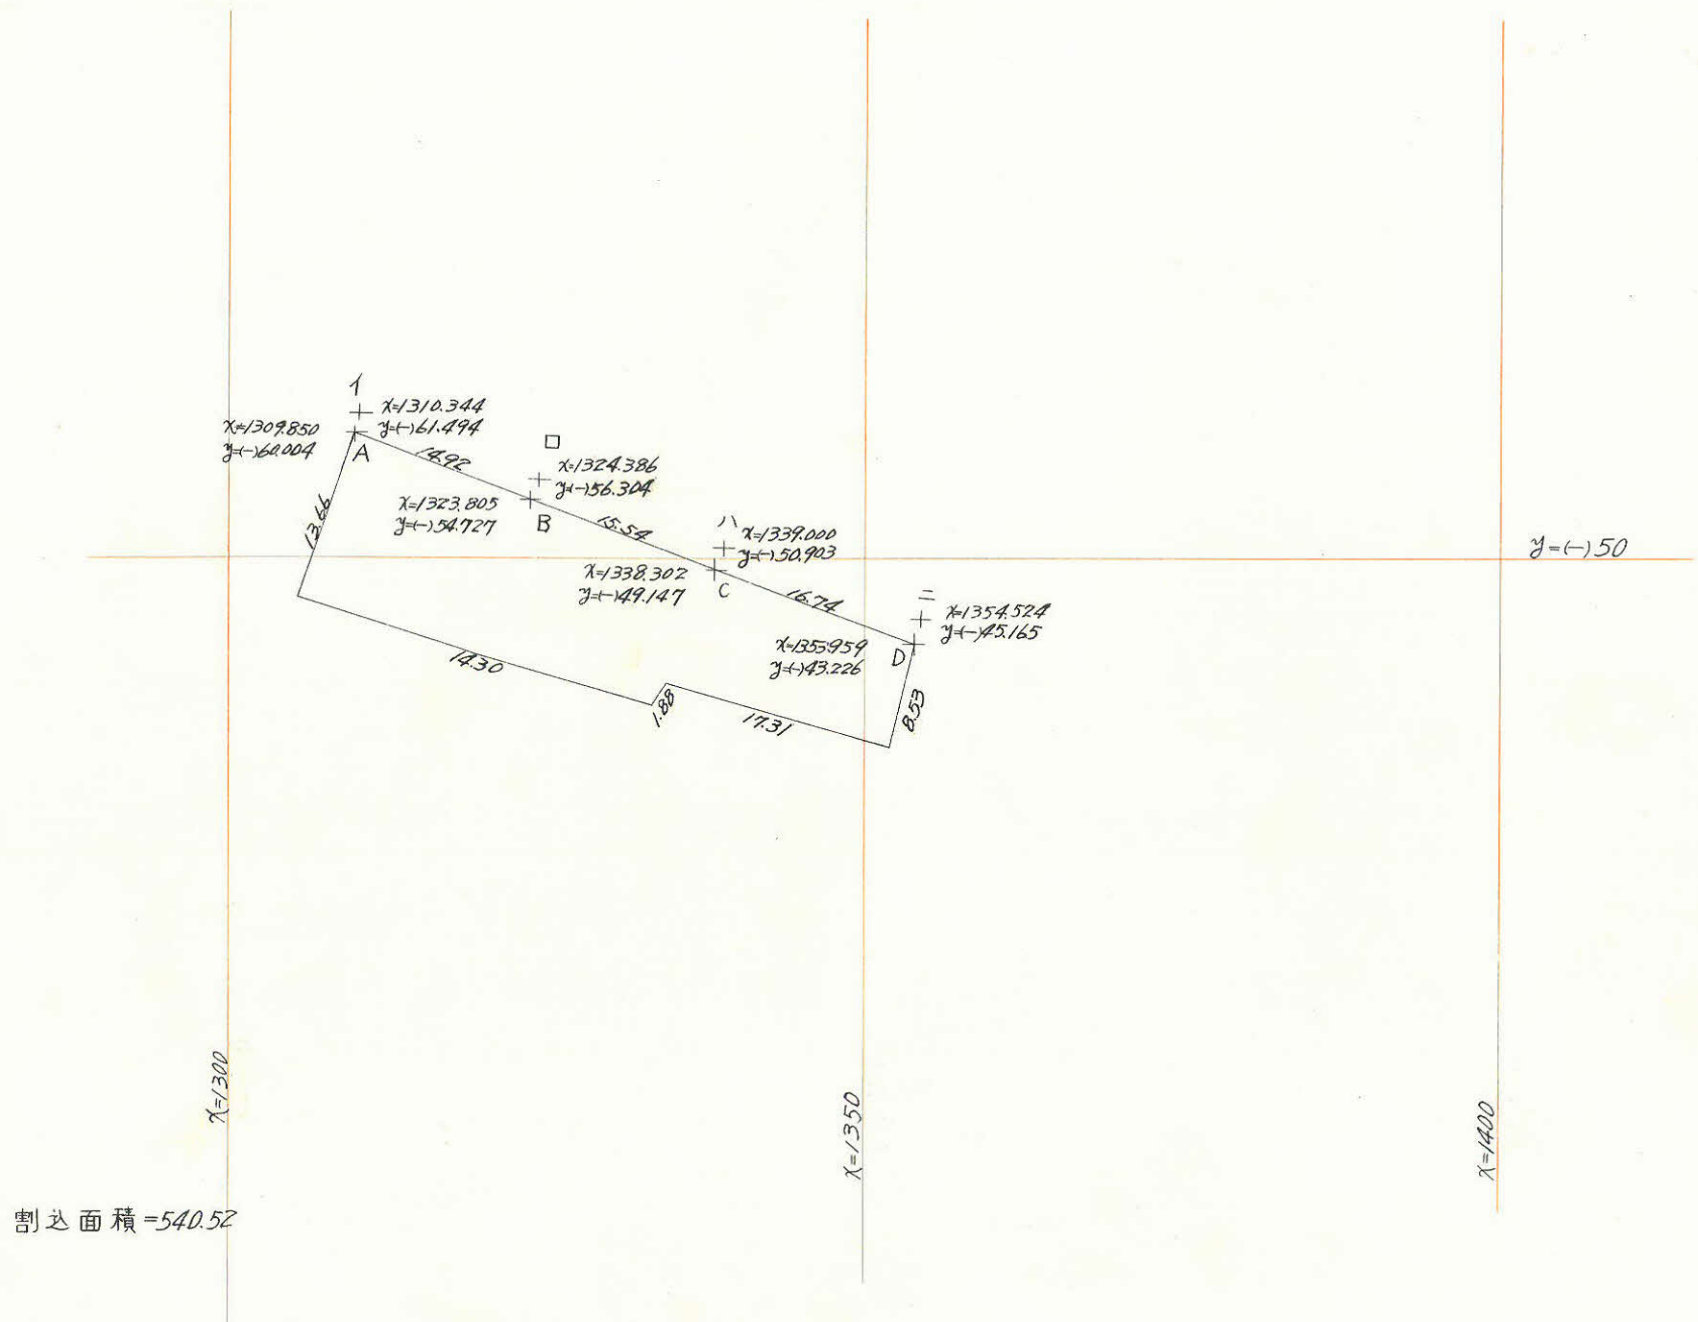 イ
x=1310.344
y=(-)61.494
x=1309.850
y=(-)60.004
A
14.92
ロ
x=1324.386
y=(-)56.304
x=1323.805
y=(-)54.727
B
13.66
15.54
ハ
x=1339.000
y=(-)50.903
y=(-)50
x=1338.302
y=(-)49.147
C
16.74
ニ
x=1354.524
y=(-)45.165
x=1353.959
y=(-)43.226
D
14.30
1.88
17.31
8.53
x=1300
x=1350
x=1400
割込面積=540.52